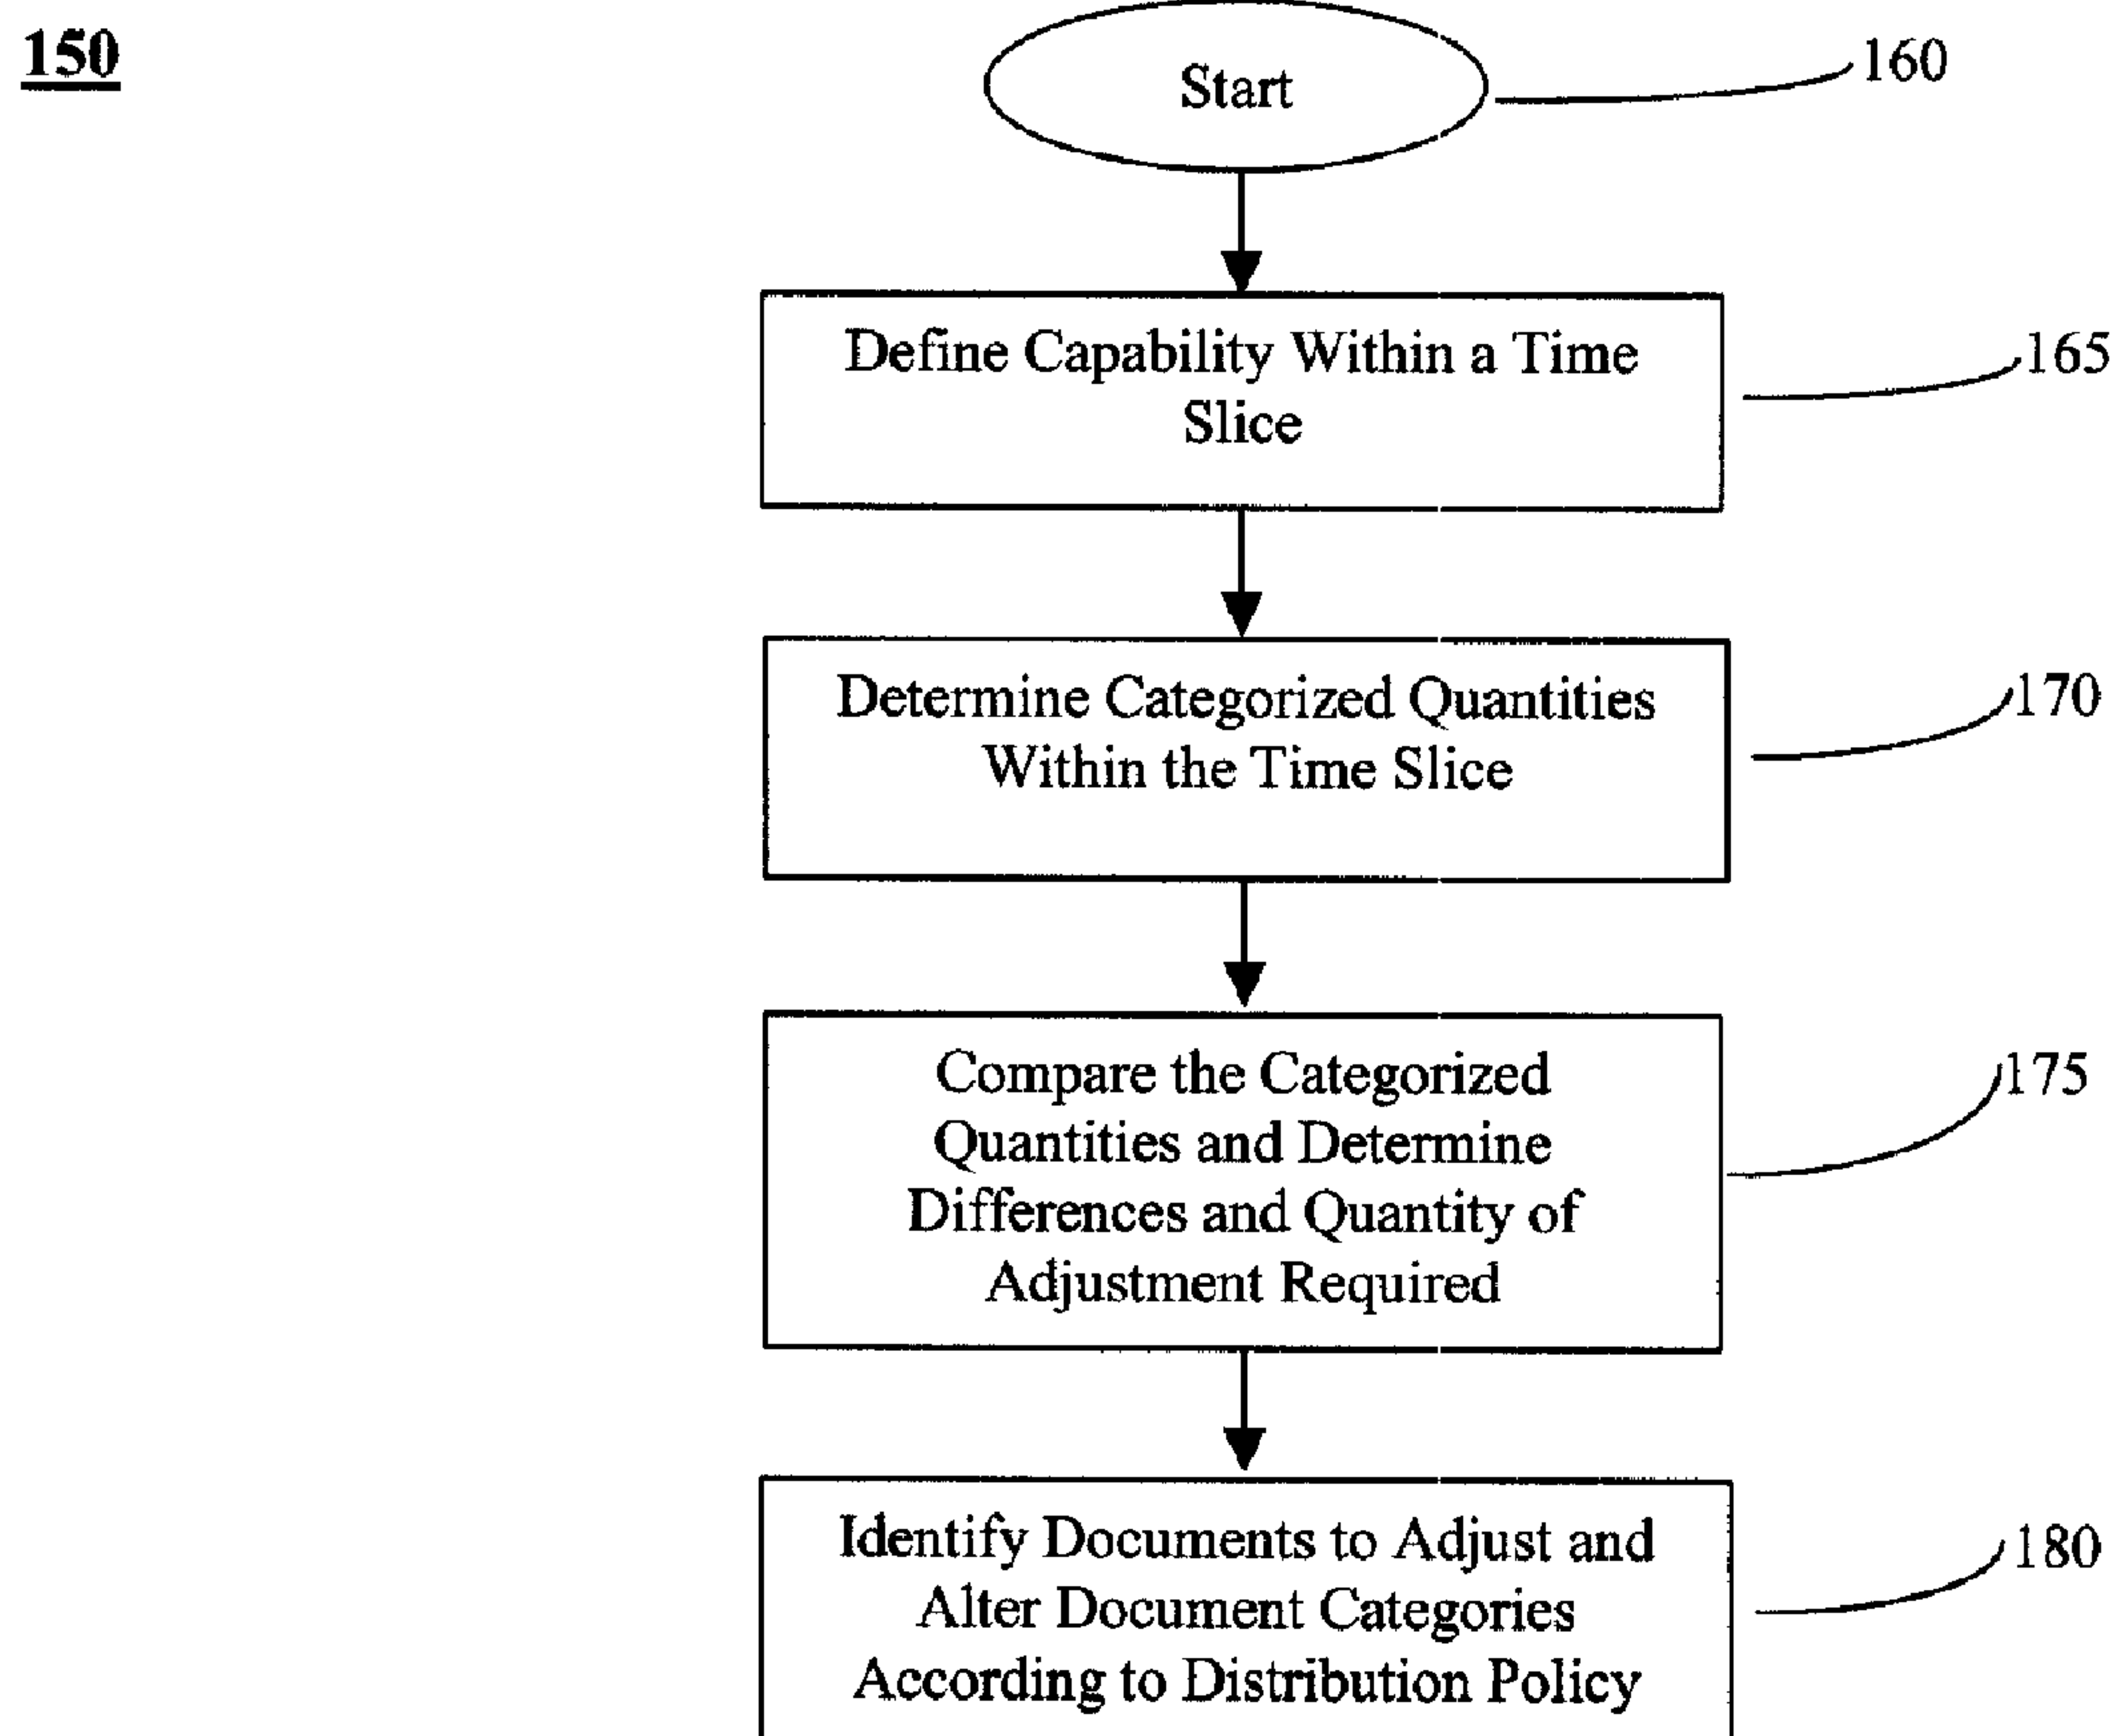 150
Start
160
Define Capability Within a Time
Slice
165
Determine Categorized Quantities
Within the Time Slice
170
Compare the Categorized
Quantities and Determine
Differences and Quantity of
Adjustment Required
175
Identify Documents to Adjust and
Alter Document Categories
According to Distribution Policy
180